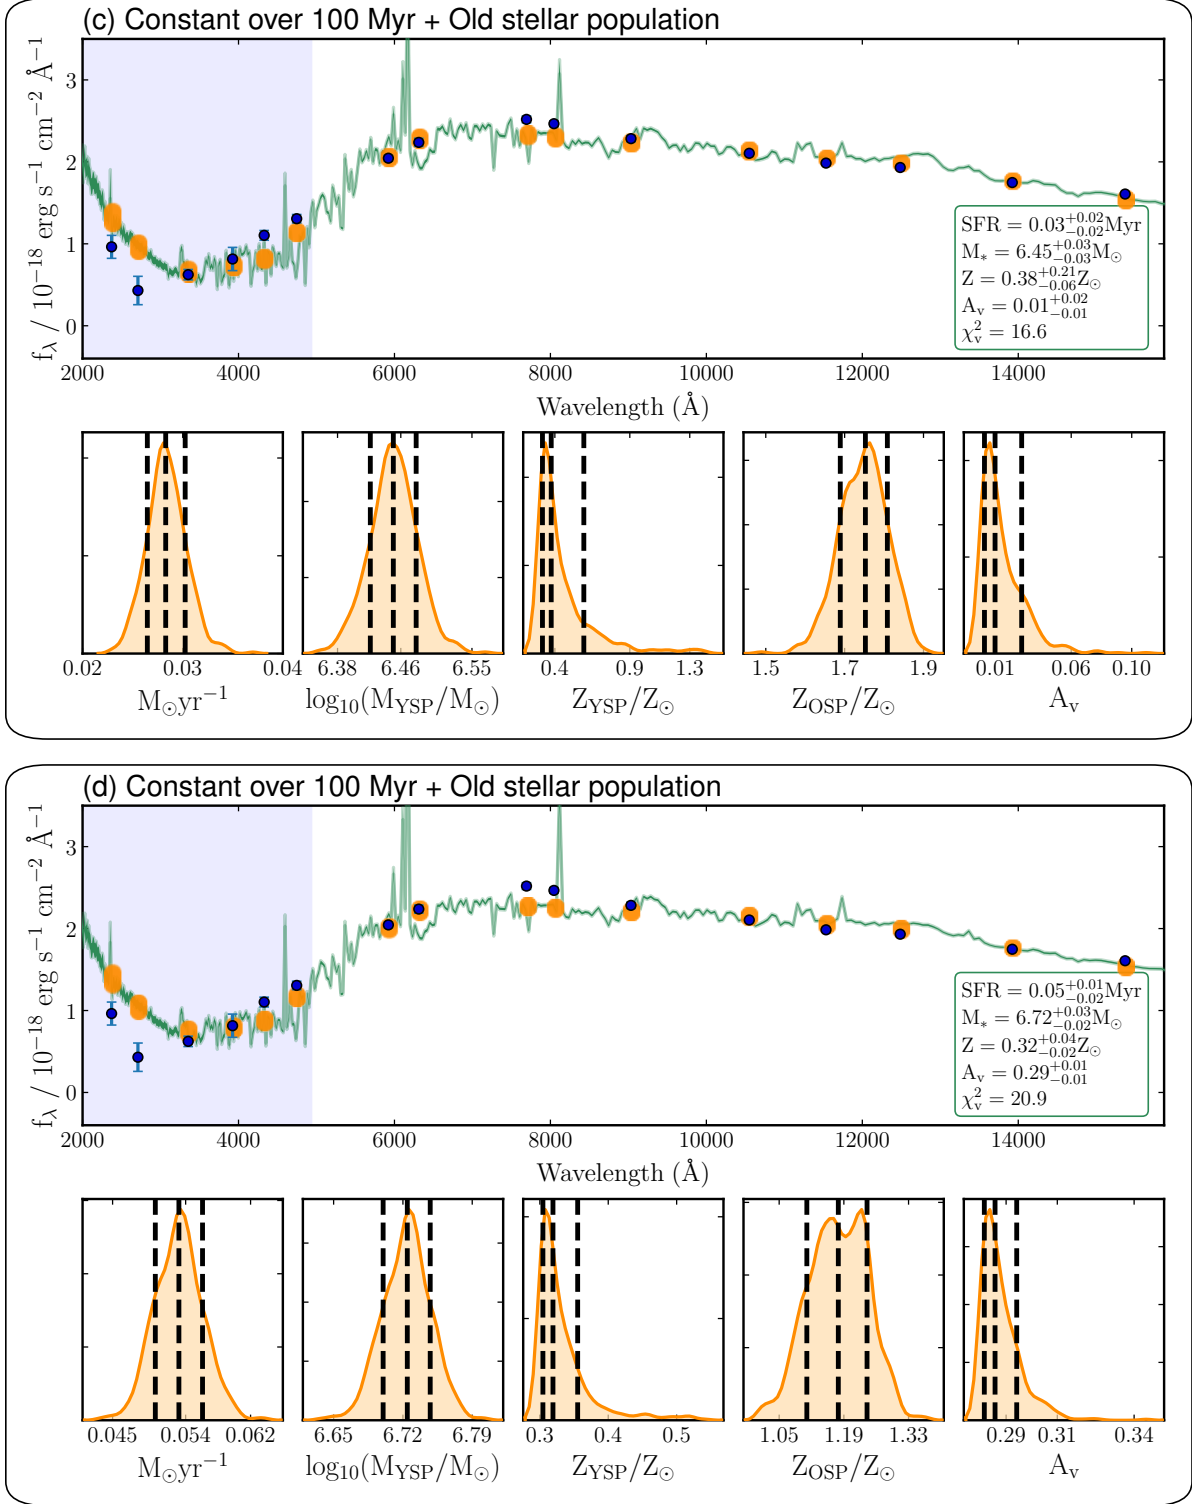 (c) Constant over 100 Myr + Old stellar population
f_λ / 10⁻¹⁸ erg s⁻¹ cm⁻² Å⁻¹
3
2
1
0
SFR = 0.03^{+0.02}_{−0.02}Myr
M_* = 6.45^{+0.03}_{−0.03}M_⊙
Z = 0.38^{+0.21}_{−0.06}Z_⊙
A_v = 0.01^{+0.02}_{−0.01}
χ²_v = 16.6
2000 4000 6000 8000 10000 12000 14000
Wavelength (Å)
0.02 0.03 0.04 6.38 6.46 6.55 0.4 0.9 1.3 1.5 1.7 1.9 0.01 0.06 0.10
M_⊙yr⁻¹ log₁₀(M_YSP/M_⊙) Z_YSP/Z_⊙ Z_OSP/Z_⊙ A_v
(d) Constant over 100 Myr + Old stellar population
f_λ / 10⁻¹⁸ erg s⁻¹ cm⁻² Å⁻¹
3
2
1
0
SFR = 0.05^{+0.01}_{−0.02}Myr
M_* = 6.72^{+0.03}_{−0.02}M_⊙
Z = 0.32^{+0.04}_{−0.02}Z_⊙
A_v = 0.29^{+0.01}_{−0.01}
χ²_v = 20.9
2000 4000 6000 8000 10000 12000 14000
Wavelength (Å)
0.045 0.054 0.062 6.65 6.72 6.79 0.3 0.4 0.5 1.05 1.19 1.33 0.29 0.31 0.34
M_⊙yr⁻¹ log₁₀(M_YSP/M_⊙) Z_YSP/Z_⊙ Z_OSP/Z_⊙ A_v